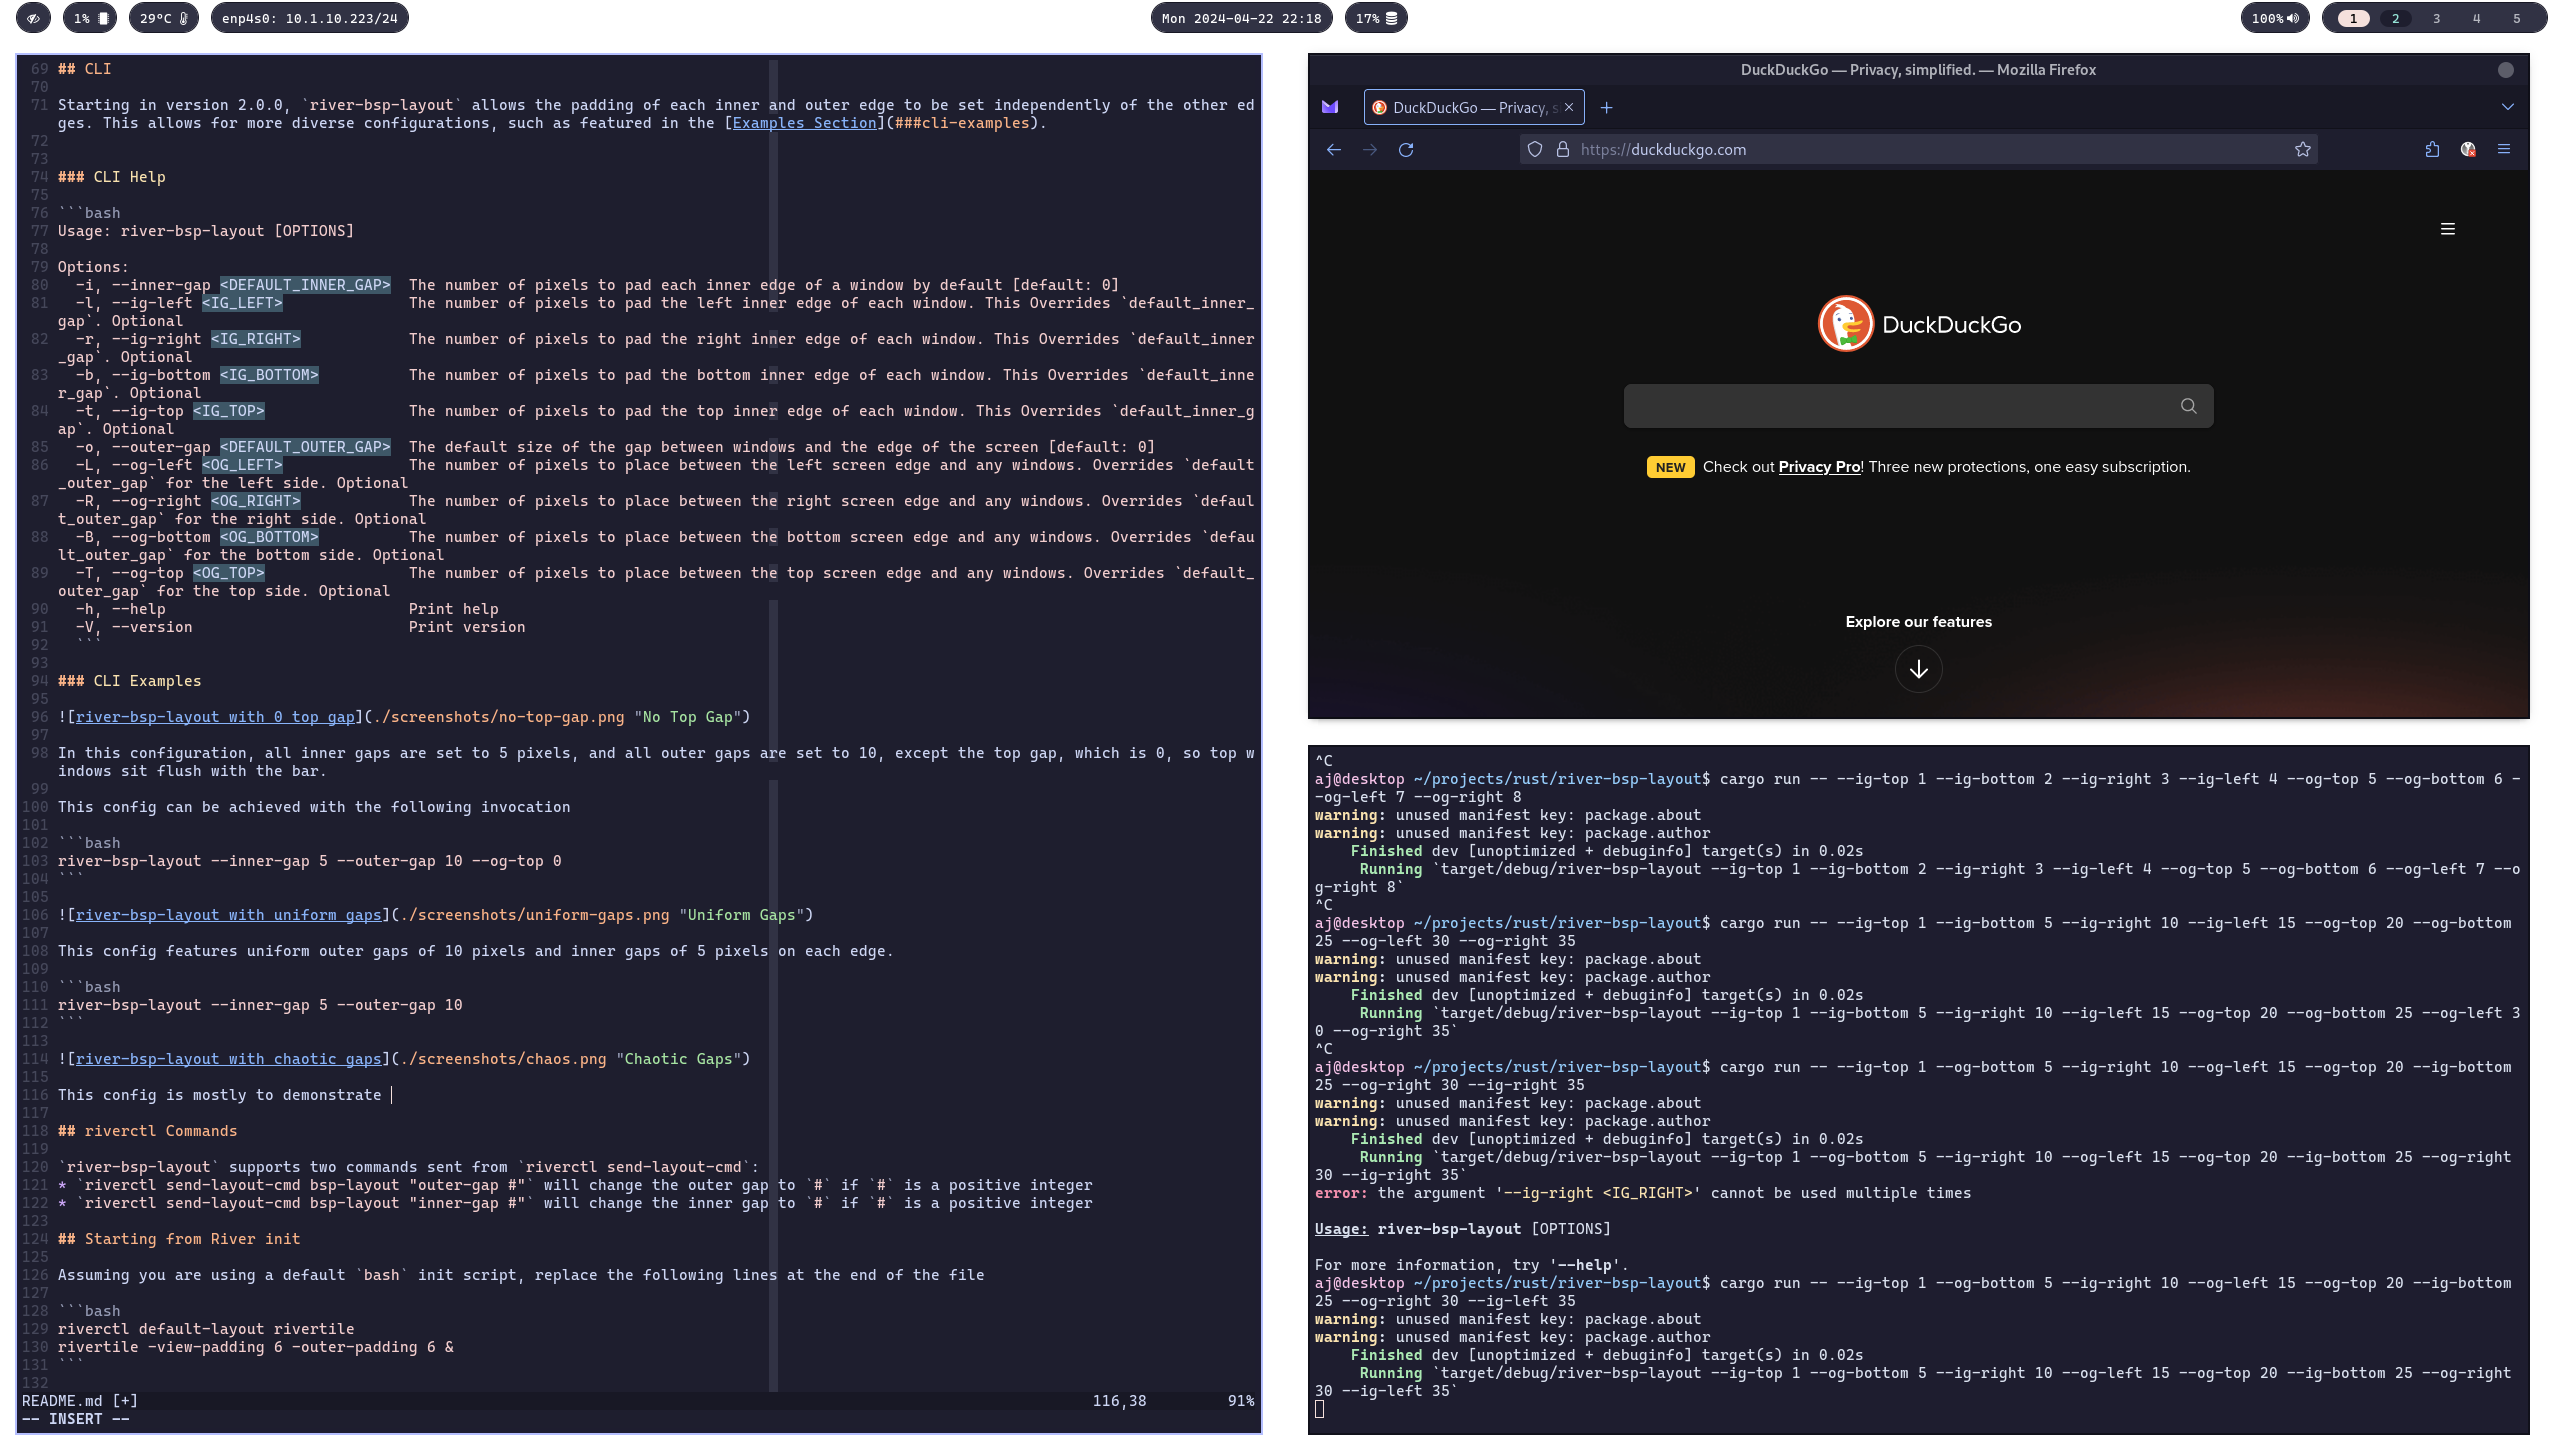 1%
29°C
enp4s0: 10.1.10.223/24
Mon 2024-04-22 22:18
17%
100%
1 2 3 4 5
69 ## CLI
70
71 Starting in version 2.0.0, `river-bsp-layout` allows the padding of each inner and outer edge to be set independently of the other ed
ges. This allows for more diverse configurations, such as featured in the [Examples Section](###cli-examples).
72
73
74 ### CLI Help
75
76 ```bash
77 Usage: river-bsp-layout [OPTIONS]
78
79 Options:
80   -i, --inner-gap <DEFAULT_INNER_GAP>  The number of pixels to pad each inner edge of a window by default [default: 0]
81   -l, --ig-left <IG_LEFT>              The number of pixels to pad the left inner edge of each window. This Overrides `default_inner_
gap`. Optional
82   -r, --ig-right <IG_RIGHT>            The number of pixels to pad the right inner edge of each window. This Overrides `default_inner
_gap`. Optional
83   -b, --ig-bottom <IG_BOTTOM>          The number of pixels to pad the bottom inner edge of each window. This Overrides `default_inne
r_gap`. Optional
84   -t, --ig-top <IG_TOP>                The number of pixels to pad the top inner edge of each window. This Overrides `default_inner_g
ap`. Optional
85   -o, --outer-gap <DEFAULT_OUTER_GAP>  The default size of the gap between windows and the edge of the screen [default: 0]
86   -L, --og-left <OG_LEFT>              The number of pixels to place between the left screen edge and any windows. Overrides `default
_outer_gap` for the left side. Optional
87   -R, --og-right <OG_RIGHT>            The number of pixels to place between the right screen edge and any windows. Overrides `defaul
t_outer_gap` for the right side. Optional
88   -B, --og-bottom <OG_BOTTOM>          The number of pixels to place between the bottom screen edge and any windows. Overrides `defau
lt_outer_gap` for the bottom side. Optional
89   -T, --og-top <OG_TOP>                The number of pixels to place between the top screen edge and any windows. Overrides `default_
outer_gap` for the top side. Optional
90   -h, --help                           Print help
91   -V, --version                        Print version
92   ```
93
94 ### CLI Examples
95
96 ![river-bsp-layout with 0 top gap](./screenshots/no-top-gap.png "No Top Gap")
97
98 In this configuration, all inner gaps are set to 5 pixels, and all outer gaps are set to 10, except the top gap, which is 0, so top w
indows sit flush with the bar.
99
100 This config can be achieved with the following invocation
101
102 ```bash
103 river-bsp-layout --inner-gap 5 --outer-gap 10 --og-top 0
104 ```
105
106 ![river-bsp-layout with uniform gaps](./screenshots/uniform-gaps.png "Uniform Gaps")
107
108 This config features uniform outer gaps of 10 pixels and inner gaps of 5 pixels on each edge.
109
110 ```bash
111 river-bsp-layout --inner-gap 5 --outer-gap 10
112 ```
113
114 ![river-bsp-layout with chaotic gaps](./screenshots/chaos.png "Chaotic Gaps")
115
116 This config is mostly to demonstrate
117
118 ## riverctl Commands
119
120 `river-bsp-layout` supports two commands sent from `riverctl send-layout-cmd`:
121 * `riverctl send-layout-cmd bsp-layout "outer-gap #"` will change the outer gap to `#` if `#` is a positive integer
122 * `riverctl send-layout-cmd bsp-layout "inner-gap #"` will change the inner gap to `#` if `#` is a positive integer
123
124 ## Starting from River init
125
126 Assuming you are using a default `bash` init script, replace the following lines at the end of the file
127
128 ```bash
129 riverctl default-layout rivertile
130 rivertile -view-padding 6 -outer-padding 6 &
131 ```
132
README.md [+] 116,38 91%
-- INSERT --
DuckDuckGo — Privacy, simplified. — Mozilla Firefox
DuckDuckGo — Privacy, s
https://duckduckgo.com
DuckDuckGo
NEW Check out Privacy Pro! Three new protections, one easy subscription.
Explore our features
^C
aj@desktop ~/projects/rust/river-bsp-layout$ cargo run -- --ig-top 1 --ig-bottom 2 --ig-right 3 --ig-left 4 --og-top 5 --og-bottom 6 -
-og-left 7 --og-right 8
warning: unused manifest key: package.about
warning: unused manifest key: package.author
    Finished dev [unoptimized + debuginfo] target(s) in 0.02s
     Running `target/debug/river-bsp-layout --ig-top 1 --ig-bottom 2 --ig-right 3 --ig-left 4 --og-top 5 --og-bottom 6 --og-left 7 --o
g-right 8`
^C
aj@desktop ~/projects/rust/river-bsp-layout$ cargo run -- --ig-top 1 --ig-bottom 5 --ig-right 10 --ig-left 15 --og-top 20 --og-bottom
25 --og-left 30 --og-right 35
warning: unused manifest key: package.about
warning: unused manifest key: package.author
    Finished dev [unoptimized + debuginfo] target(s) in 0.02s
     Running `target/debug/river-bsp-layout --ig-top 1 --ig-bottom 5 --ig-right 10 --ig-left 15 --og-top 20 --og-bottom 25 --og-left 3
0 --og-right 35`
^C
aj@desktop ~/projects/rust/river-bsp-layout$ cargo run -- --ig-top 1 --og-bottom 5 --ig-right 10 --og-left 15 --og-top 20 --ig-bottom
25 --og-right 30 --ig-right 35
warning: unused manifest key: package.about
warning: unused manifest key: package.author
    Finished dev [unoptimized + debuginfo] target(s) in 0.02s
     Running `target/debug/river-bsp-layout --ig-top 1 --og-bottom 5 --ig-right 10 --og-left 15 --og-top 20 --ig-bottom 25 --og-right
30 --ig-right 35`
error: the argument '--ig-right <IG_RIGHT>' cannot be used multiple times

Usage: river-bsp-layout [OPTIONS]

For more information, try '--help'.
aj@desktop ~/projects/rust/river-bsp-layout$ cargo run -- --ig-top 1 --og-bottom 5 --ig-right 10 --og-left 15 --og-top 20 --ig-bottom
25 --og-right 30 --ig-left 35
warning: unused manifest key: package.about
warning: unused manifest key: package.author
    Finished dev [unoptimized + debuginfo] target(s) in 0.02s
     Running `target/debug/river-bsp-layout --ig-top 1 --og-bottom 5 --ig-right 10 --og-left 15 --og-top 20 --ig-bottom 25 --og-right
30 --ig-left 35`